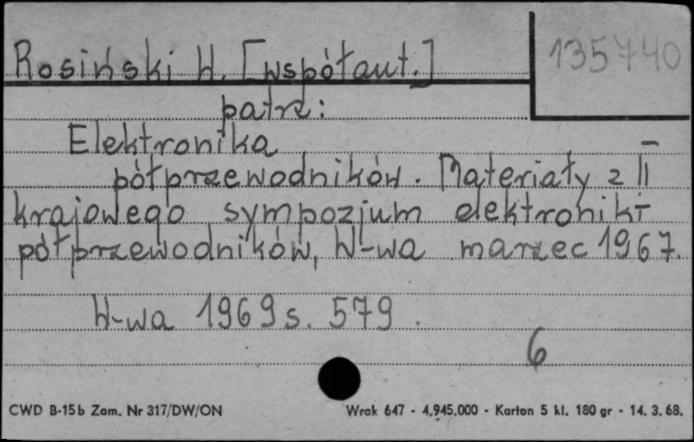 Rosiński W. [współaut.]
135740
patrz:
Elektronika
półprzewodników. Materiały z II
krajowego sympozjum elektroniki
półprzewodników, W-wa marzec 1967.
W-wa 1969 s. 579.
6
CWD B-15b Zam. Nr 317/DW/ON
Wrak 647 - 4.945.000 - Karton 5 kl. 180 gr - 14. 3. 68.